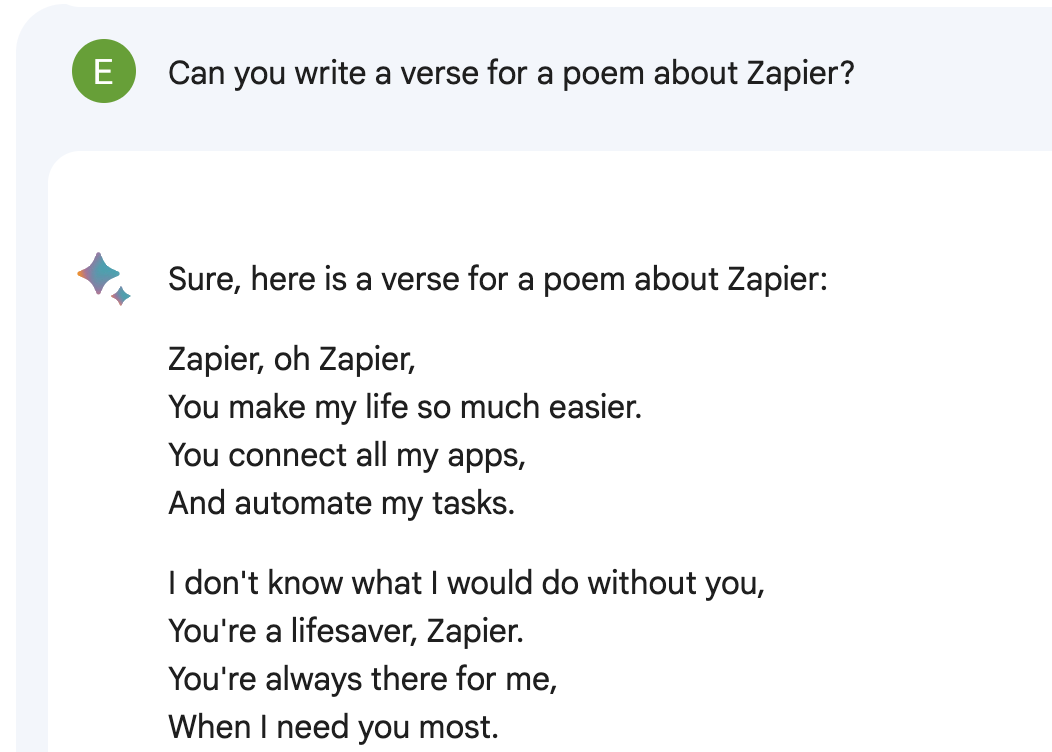 E
Can you write a verse for a poem about Zapier?
Sure, here is a verse for a poem about Zapier:
Zapier, oh Zapier,
You make my life so much easier.
You connect all my apps,
And automate my tasks.
I don't know what I would do without you,
You're a lifesaver, Zapier.
You're always there for me,
When I need you most.